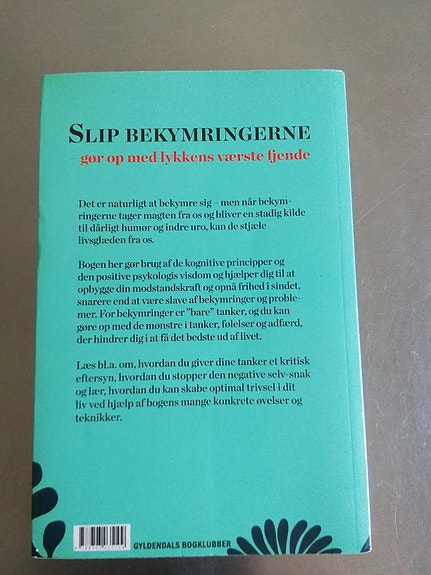 SLIP BEKYMRINGERNE
gør op med lykkens værste fjende
Det er naturligt at bekymre sig – men når bekym-
ringerne tager magten fra os og bliver en stadig kilde
til dårligt humør og indre uro, kan de stjæle
livsglæden fra os.
Bogen her gør brug af de kognitive principper og
den positive psykologis visdom og hjælper dig til at
opbygge din modstandskraft og opnå frihed i sindet,
snarere end at være slave af bekymringer og proble-
mer. For bekymringer er ”bare” tanker, og du kan
gøre op med de mønstre i tanker, følelser og adfærd,
der hindrer dig i at få det bedste ud af livet.
Læs bl.a. om, hvordan du giver dine tanker et kritisk
eftersyn, hvordan du stopper den negative selv-snak
og lær, hvordan du kan skabe optimal trivsel i dit
liv ved hjælp af bogens mange konkrete øvelser og
teknikker.
GYLDENDALS BOGKLUBBER